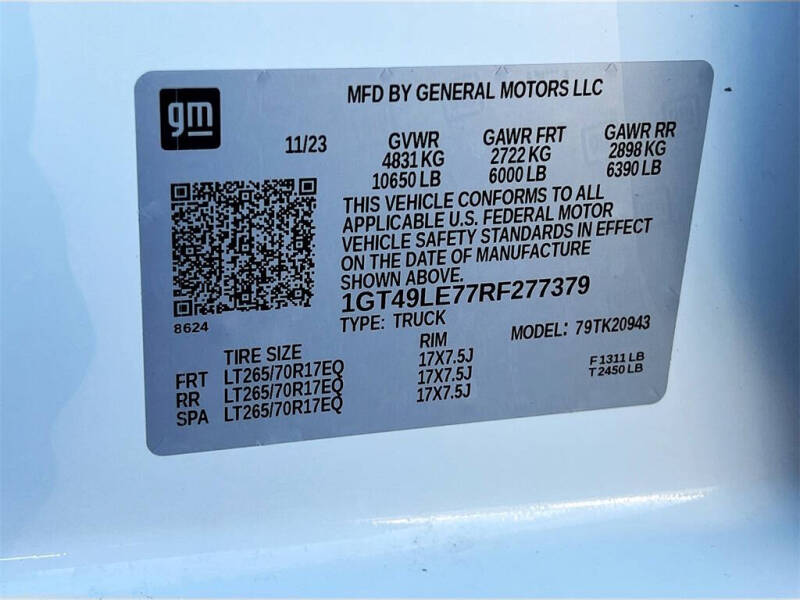 gm
MFD BY GENERAL MOTORS LLC
11/23 GVWR GAWR FRT GAWR RR
4831 KG 2722 KG 2898 KG
10650 LB 6000 LB 6390 LB
THIS VEHICLE CONFORMS TO ALL
APPLICABLE U.S. FEDERAL MOTOR
VEHICLE SAFETY STANDARDS IN EFFECT
ON THE DATE OF MANUFACTURE
SHOWN ABOVE.
1GT49LE77RF277379
8624
TYPE: TRUCK MODEL: 79TK20943
TIRE SIZE RIM
FRT LT265/70R17EQ 17X7.5J F 1311 LB
RR LT265/70R17EQ 17X7.5J T 2450 LB
SPA LT265/70R17EQ 17X7.5J